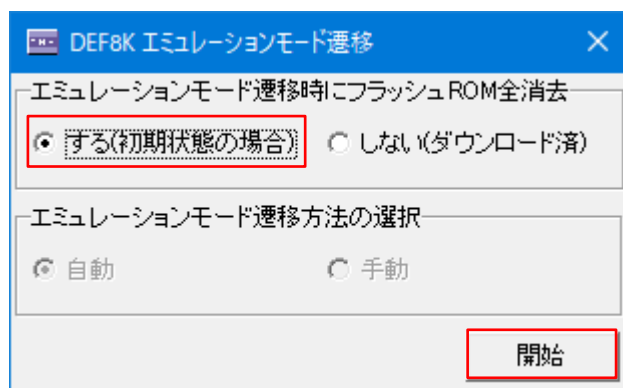 DEF8K エミュレーションモード遷移
エミュレーションモード遷移時にフラッシュROM全消去
する(初期状態の場合) しない(ダウンロード済)
エミュレーションモード遷移方法の選択
自動 手動
開始